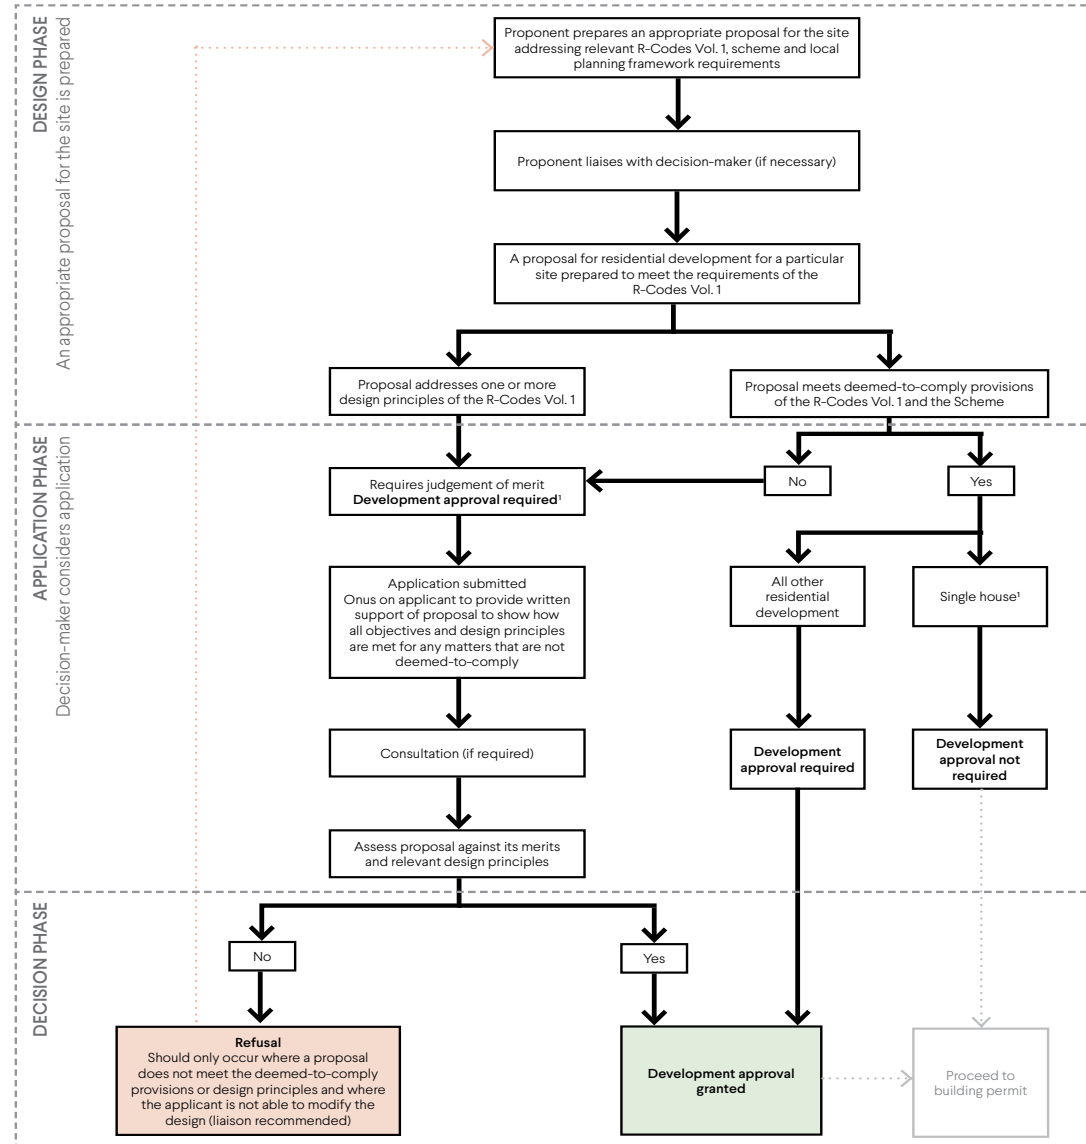 DESIGN PHASE
An appropriate proposal for the site is prepared
Proponent prepares an appropriate proposal for the site
addressing relevant R-Codes Vol. 1, scheme and local
planning framework requirements
Proponent liaises with decision-maker (if necessary)
A proposal for residential development for a particular
site prepared to meet the requirements of the
R-Codes Vol. 1
Proposal addresses one or more
design principles of the R-Codes Vol. 1
Proposal meets deemed-to-comply provisions
of the R-Codes Vol. 1 and the Scheme
APPLICATION PHASE
Decision-maker considers application
Requires judgement of merit
Development approval required¹
No
Yes
Application submitted
Onus on applicant to provide written
support of proposal to show how
all objectives and design principles
are met for any matters that are not
deemed-to-comply
All other
residential
development
Single house¹
Consultation (if required)
Development
approval required
Development
approval not
required
Assess proposal against its merits
and relevant design principles
DECISION PHASE
No
Yes
Refusal
Should only occur where a proposal
does not meet the deemed-to-comply
provisions or design principles and where
the applicant is not able to modify the
design (liaison recommended)
Development approval
granted
Proceed to
building permit